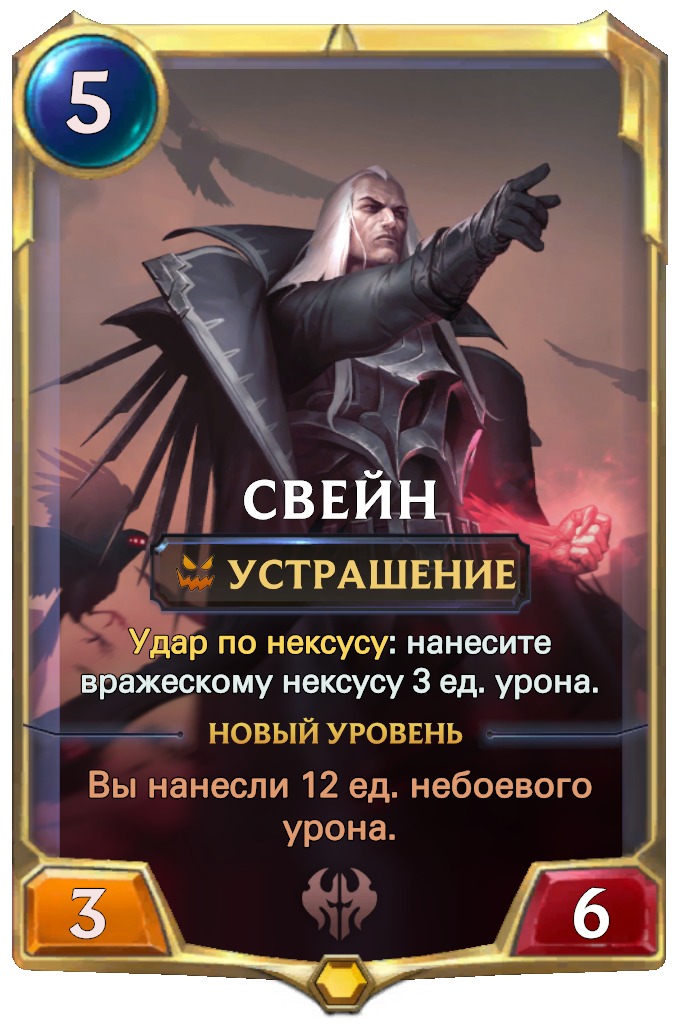 5
СВЕЙН
УСТРАШЕНИЕ
Удар по нексусу: нанесите
вражескому нексусу 3 ед. урона.
НОВЫЙ УРОВЕНЬ
Вы нанесли 12 ед. небоевого
урона.
3
6